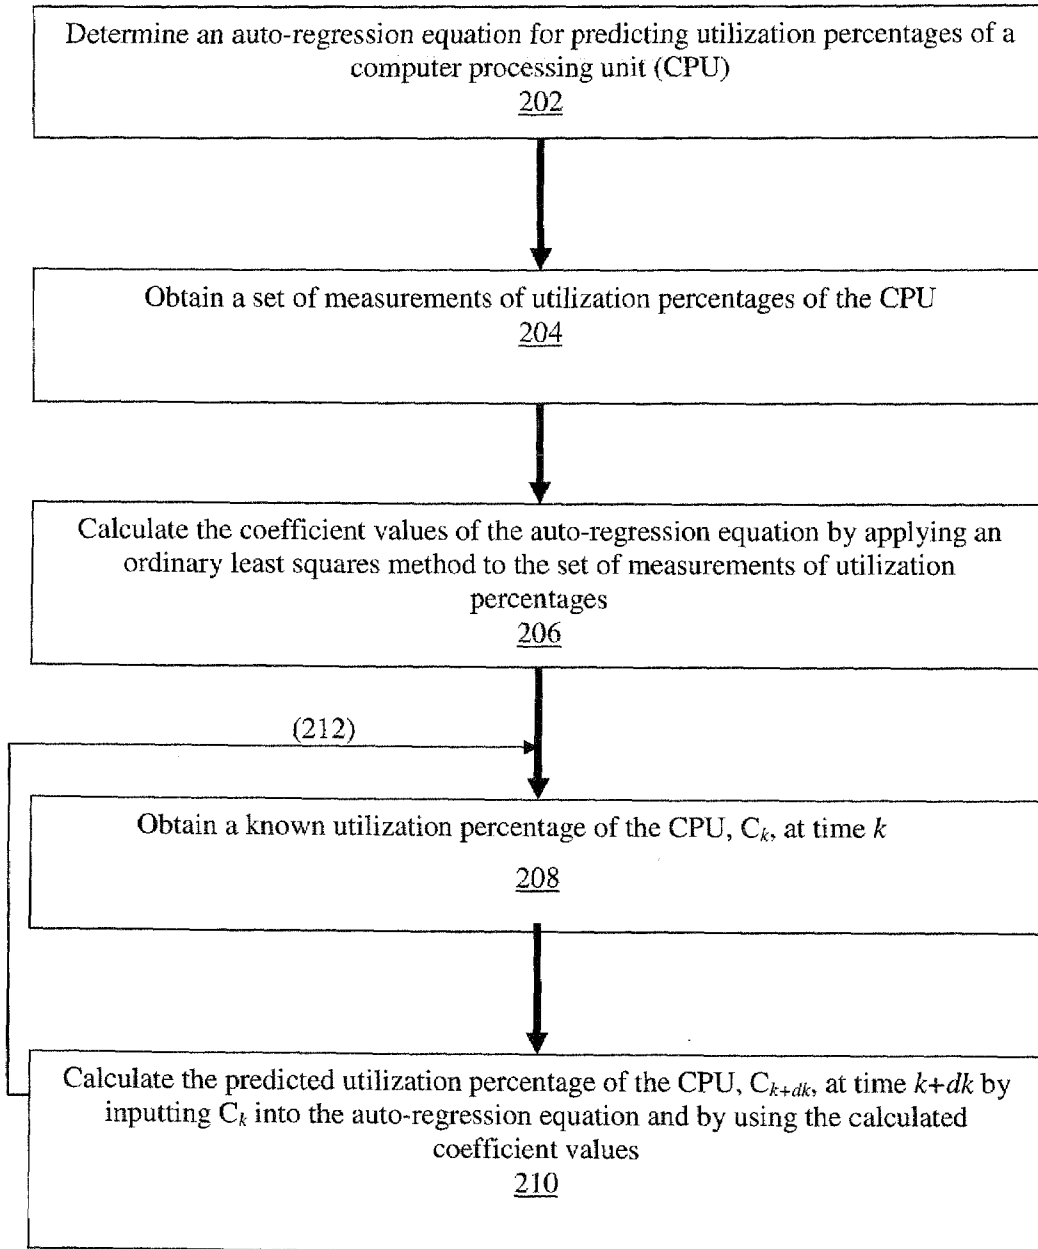 Determine an auto-regression equation for predicting utilization percentages of a
computer processing unit (CPU)
202
Obtain a set of measurements of utilization percentages of the CPU
204
Calculate the coefficient values of the auto-regression equation by applying an
ordinary least squares method to the set of measurements of utilization
percentages
206
(212)
Obtain a known utilization percentage of the CPU, Ck, at time k
208
Calculate the predicted utilization percentage of the CPU, Ck+dk, at time k+dk by
inputting Ck into the auto-regression equation and by using the calculated
coefficient values
210